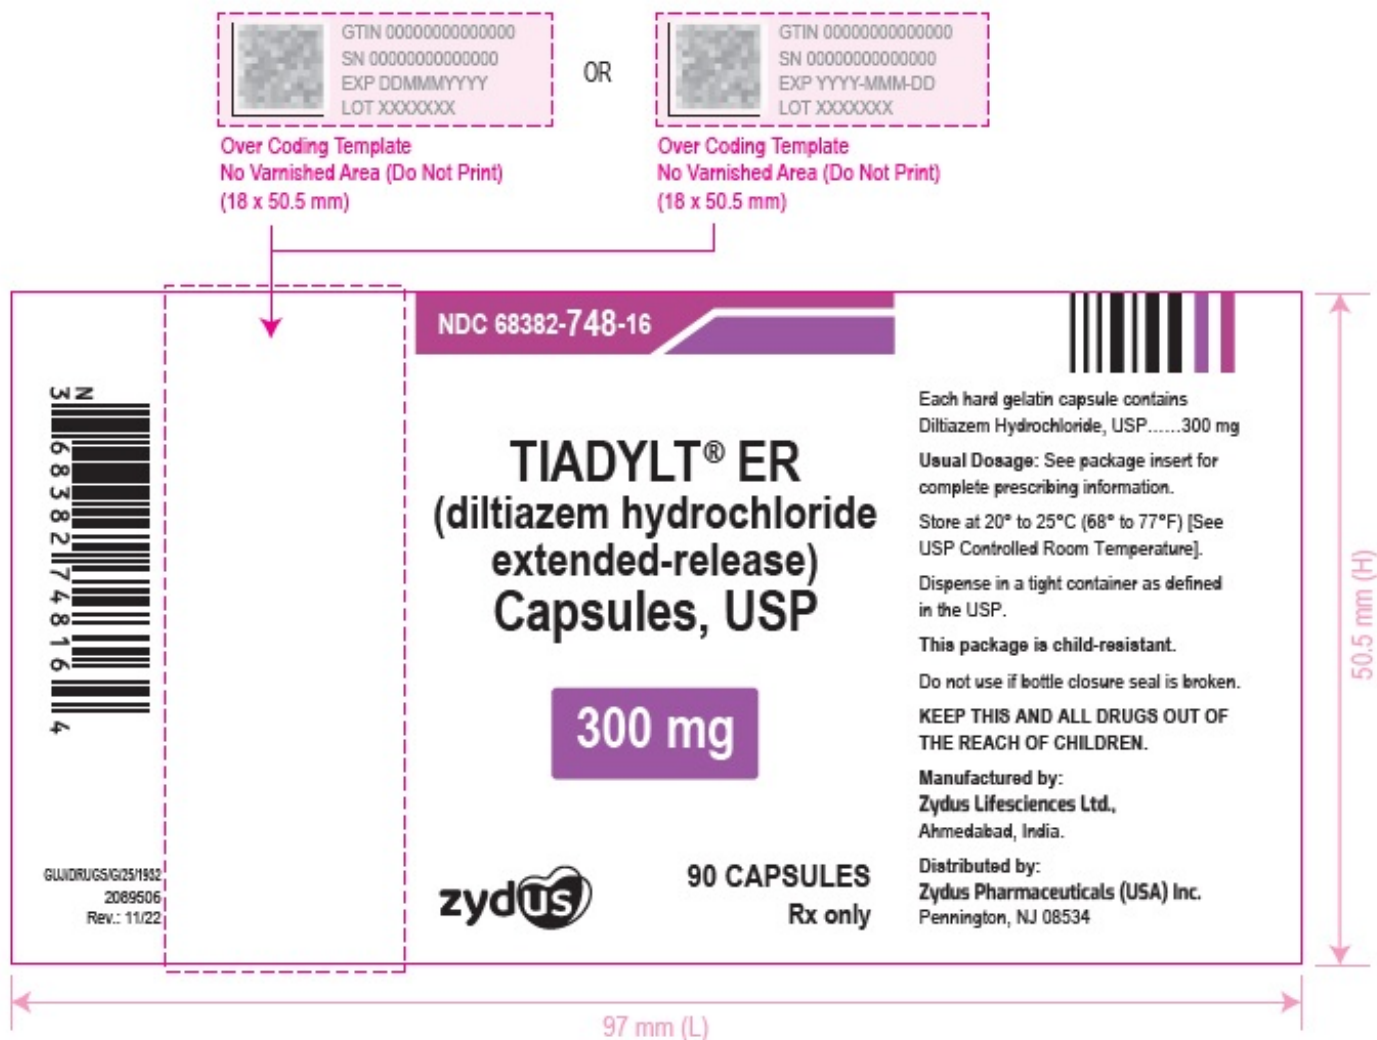 GTIN 00000000000000
SN 00000000000000
EXP DDMMMYYYY
LOT XXXXXXX
OR
GTIN 00000000000000
SN 00000000000000
EXP YYYY-MMM-DD
LOT XXXXXXX
Over Coding Template
No Varnished Area (Do Not Print)
(18 x 50.5 mm)
Over Coding Template
No Varnished Area (Do Not Print)
(18 x 50.5 mm)
N
3 68382 74816 4
GUJ/DRUGS/G/25/1952
2089506
Rev.: 11/22
NDC 68382-748-16
TIADYLT® ER
(diltiazem hydrochloride
extended-release)
Capsules, USP
300 mg
zydus
90 CAPSULES
Rx only
Each hard gelatin capsule contains
Diltiazem Hydrochloride, USP......300 mg
Usual Dosage: See package insert for
complete prescribing information.
Store at 20° to 25°C (68° to 77°F) [See
USP Controlled Room Temperature].
Dispense in a tight container as defined
in the USP.
This package is child-resistant.
Do not use if bottle closure seal is broken.
KEEP THIS AND ALL DRUGS OUT OF
THE REACH OF CHILDREN.
Manufactured by:
Zydus Lifesciences Ltd.,
Ahmedabad, India.
Distributed by:
Zydus Pharmaceuticals (USA) Inc.
Pennington, NJ 08534
50.5 mm (H)
97 mm (L)